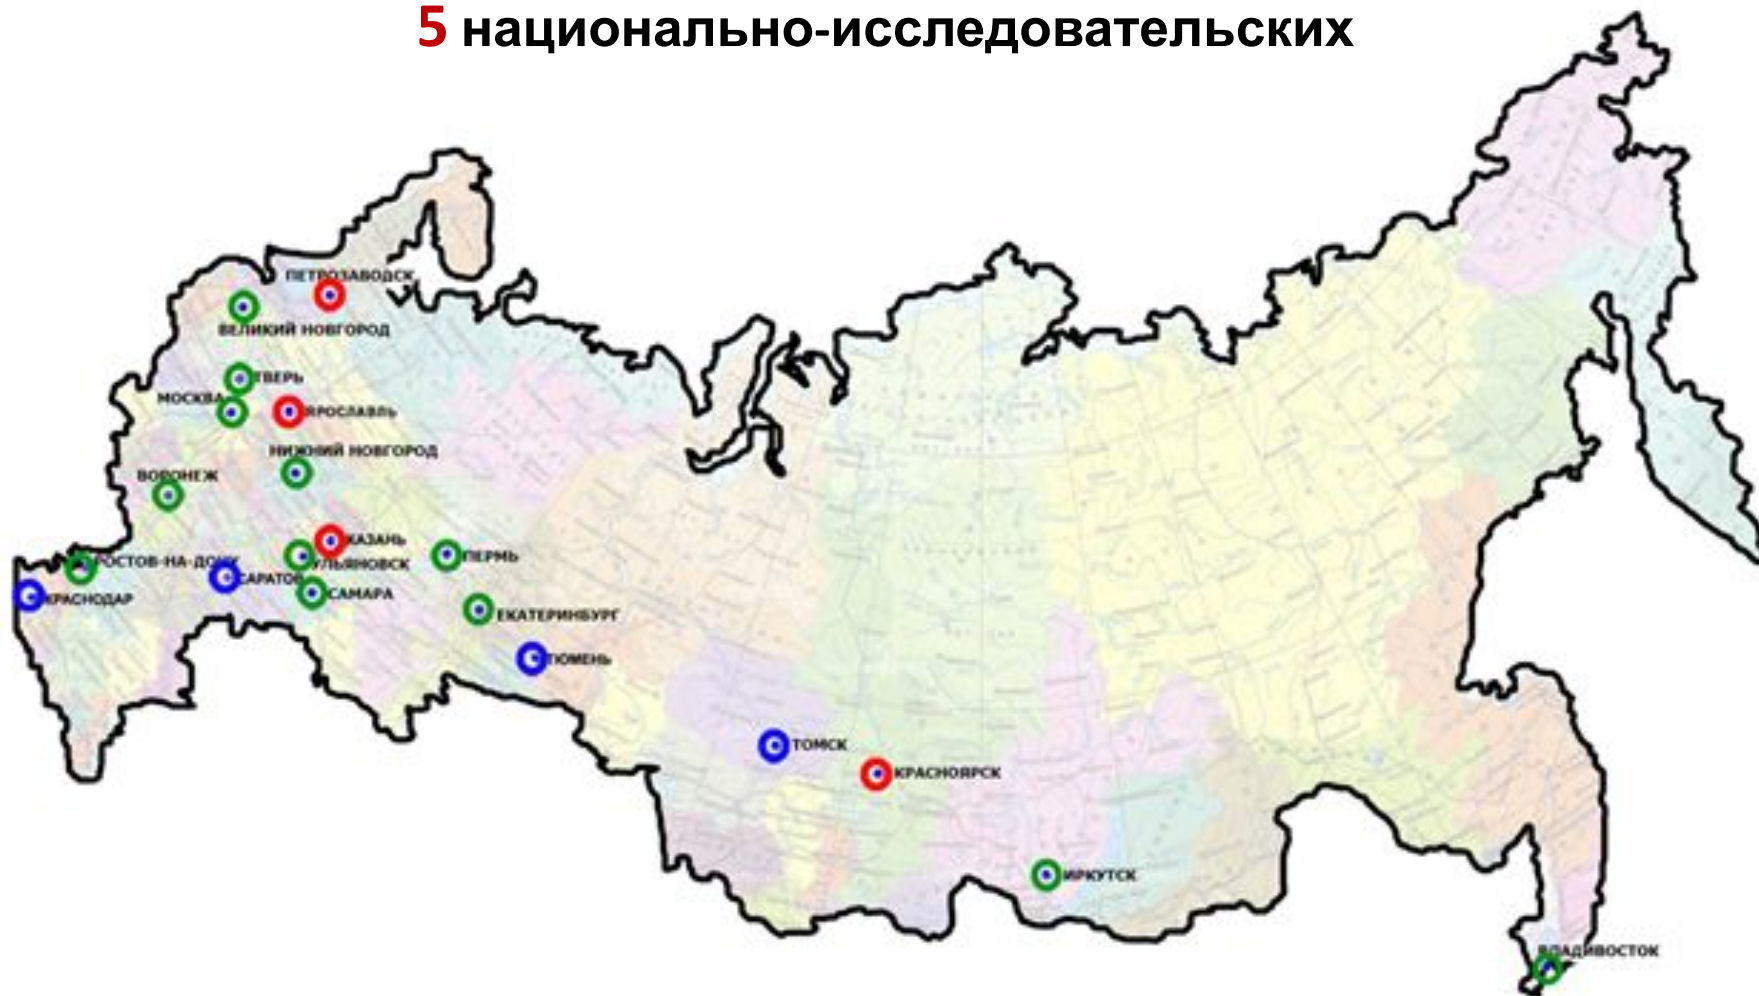 5 национально-исследовательских
ПЕТРОЗАВОДСК
ВЕЛИКИЙ НОВГОРОД
ТВЕРЬ
МОСКВА
ЯРОСЛАВЛЬ
НИЖНИЙ НОВГОРОД
ВОРОНЕЖ
КАЗАНЬ
ПЕРМЬ
РОСТОВ-НА-ДОНУ
УЛЬЯНОВСК
САРАТОВ
САМАРА
КРАСНОДАР
ЕКАТЕРИНБУРГ
ТЮМЕНЬ
ТОМСК
КРАСНОЯРСК
ИРКУТСК
ВЛАДИВОСТОК